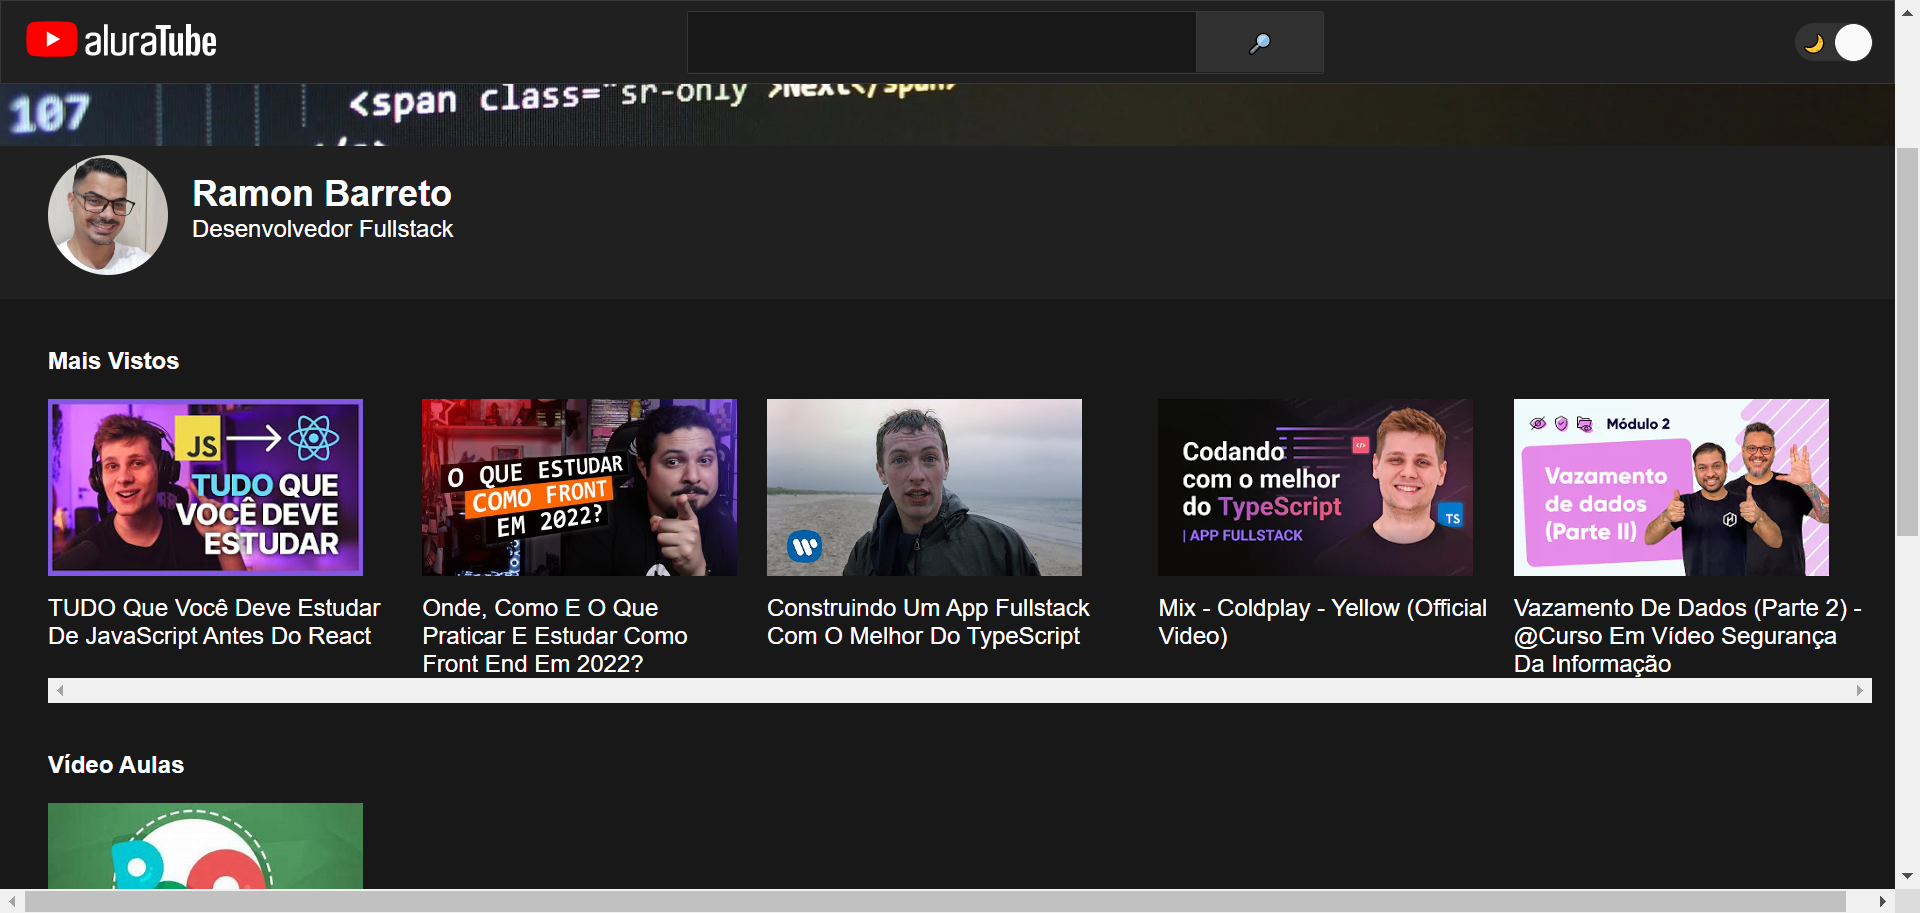 aluraTube
107
<span class="sr-only">Next</span>
Ramon Barreto
Desenvolvedor Fullstack
Mais Vistos
JS
TUDO QUE
VOCÊ DEVE
ESTUDAR
O QUE ESTUDAR
COMO FRONT
EM 2022?
Codando
com o melhor
do TypeScript
| APP FULLSTACK
TS
Módulo 2
Vazamento
de dados
(Parte II)
TUDO Que Você Deve Estudar
De JavaScript Antes Do React
Onde, Como E O Que
Praticar E Estudar Como
Front End Em 2022?
Construindo Um App Fullstack
Com O Melhor Do TypeScript
Mix - Coldplay - Yellow (Official
Video)
Vazamento De Dados (Parte 2) -
@Curso Em Vídeo Segurança
Da Informação
Vídeo Aulas